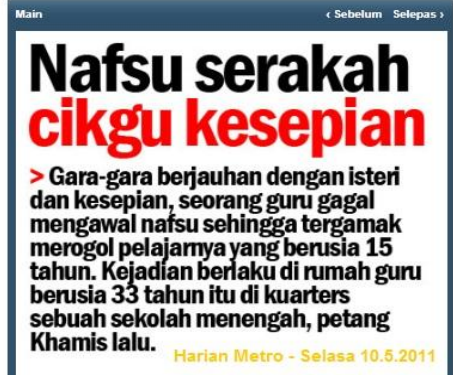 Main
‹ Sebelum Selepas ›
Nafsu serakah
cikgu kesepian
> Gara-gara berjauhan dengan isteri
dan kesepian, seorang guru gagal
mengawal nafsu sehingga tergamak
merogol pelajarnya yang berusia 15
tahun. Kejadian berlaku di rumah guru
berusia 33 tahun itu di kuarters
sebuah sekolah menengah, petang
Khamis lalu.
Harian Metro - Selasa 10.5.2011